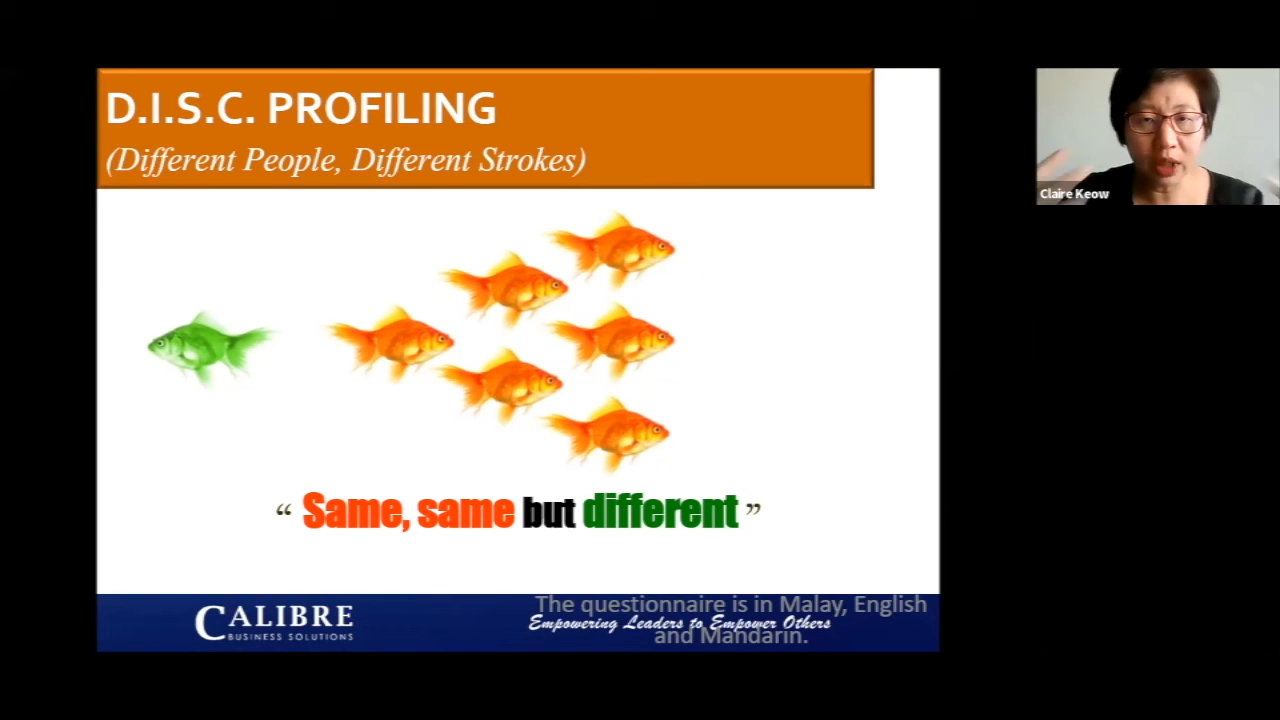 D.I.S.C. PROFILING
(Different People, Different Strokes)
Claire Keow
“ Same, same but different ”
CALIBRE
BUSINESS SOLUTIONS
The questionnaire is in Malay, English
Empowering Leaders to Empower Others
and Mandarin.